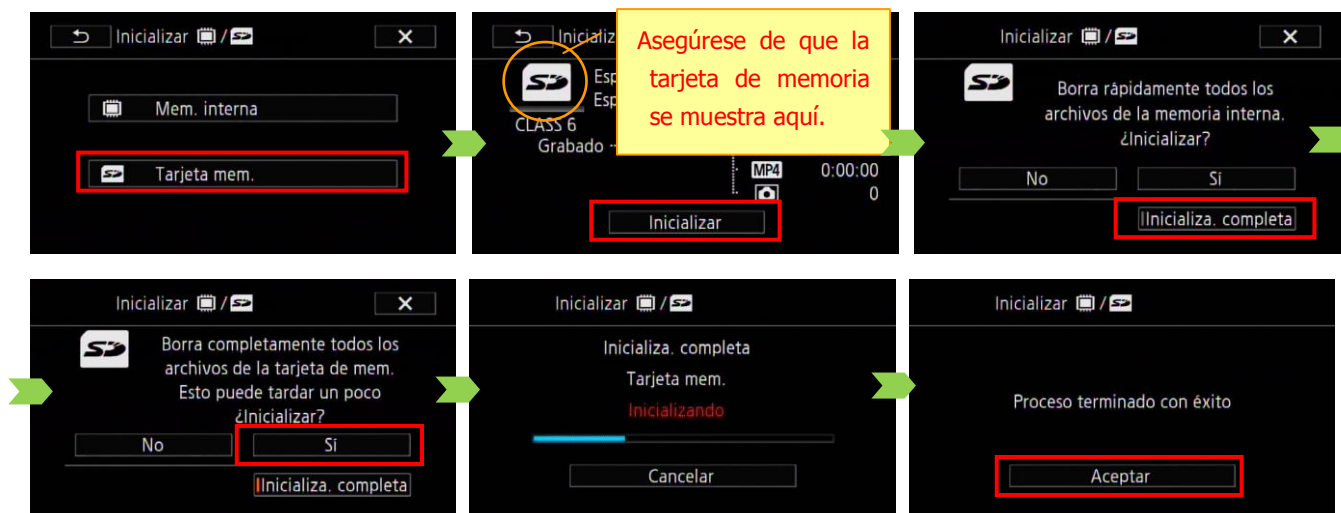 Inicializar /
Mem. interna
Tarjeta mem.
Asegúrese de que la
tarjeta de memoria
se muestra aquí.
CLASS 6
Grabado
MP4 0:00:00
0
Inicializar
Inicializar /
Borra rápidamente todos los
archivos de la memoria interna.
¿Inicializar?
No Sí
Inicializa. completa
Inicializar /
Borra completamente todos los
archivos de la tarjeta de mem.
Esto puede tardar un poco
¿Inicializar?
No Sí
Inicializa. completa
Inicializar /
Inicializa. completa
Tarjeta mem.
Inicializando
Cancelar
Inicializar /
Proceso terminado con éxito
Aceptar